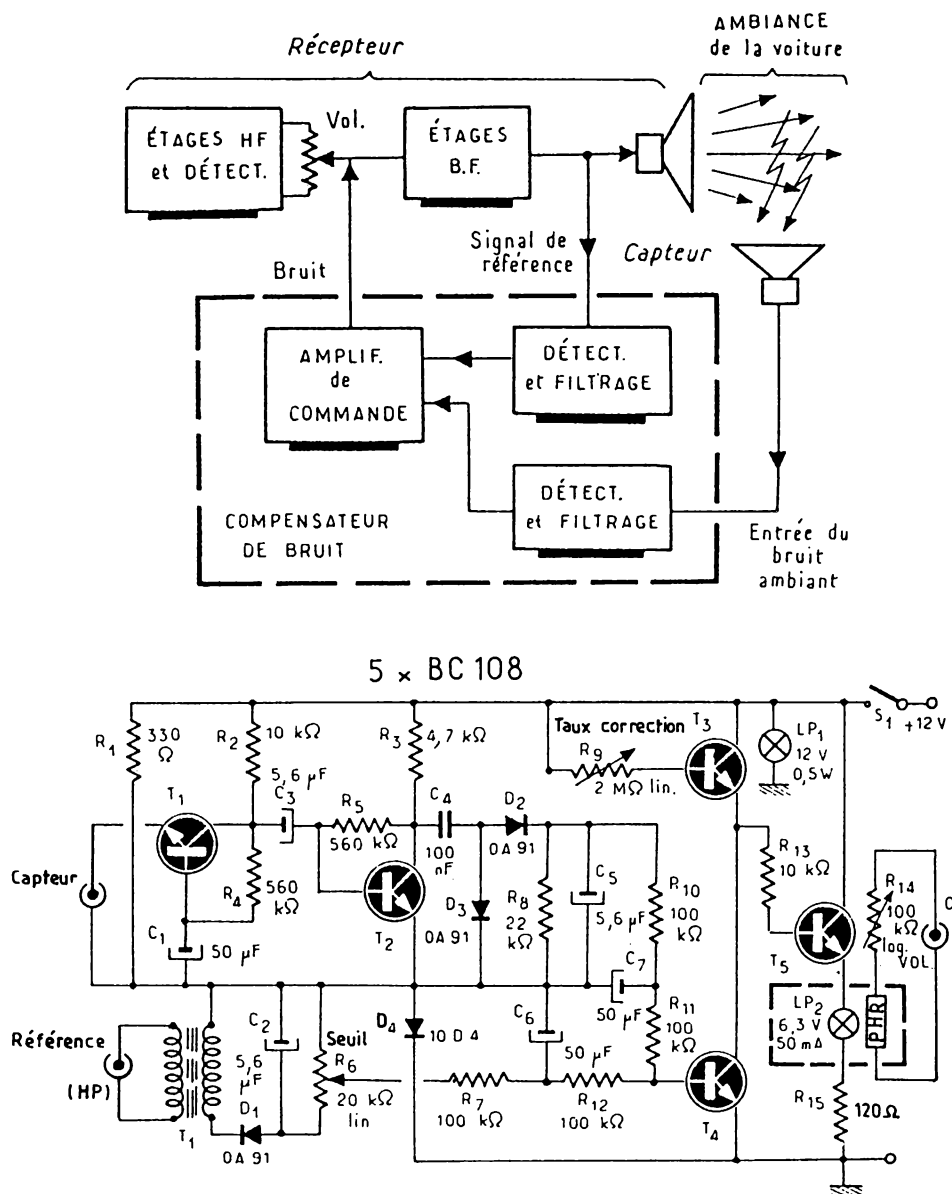 Récepteur
AMBIANCE
de la voiture
ÉTAGES HF
et DÉTECT.
Vol.
ÉTAGES
B.F.
Signal de
référence
Capteur
Bruit
AMPLIF.
de
COMMANDE
DÉTECT.
et FILTRAGE
DÉTECT.
et FILTRAGE
COMPENSATEUR
DE BRUIT
Entrée du
bruit
ambiant
5 x BC 108
R1
330
Ω
R2
10 kΩ
R3
4,7 kΩ
Taux correction
R9
2 MΩ lin.
T3
LP1
12 V
0,5W
S1
+12 V
T1
5,6 µF
C3
R5
560 kΩ
C4
100
nF
D2
0A 91
R4
560
kΩ
Capteur
C1
50 µF
T2
D3
0A 91
R8
22
kΩ
C5
5,6 µF
R10
100
kΩ
R13
10 kΩ
T5
R14
100
kΩ
log.
VOL.
C
C7
50 µF
R11
100
kΩ
LP2
6,3 V
50 mA
PHR
Référence
(HP)
T1
C2
5,6
µF
D1
0A 91
Seuil
R6
20 kΩ
lin
D4
10 D 4
C6
50 µF
R7
100 kΩ
R12
100 kΩ
T4
R15
120Ω